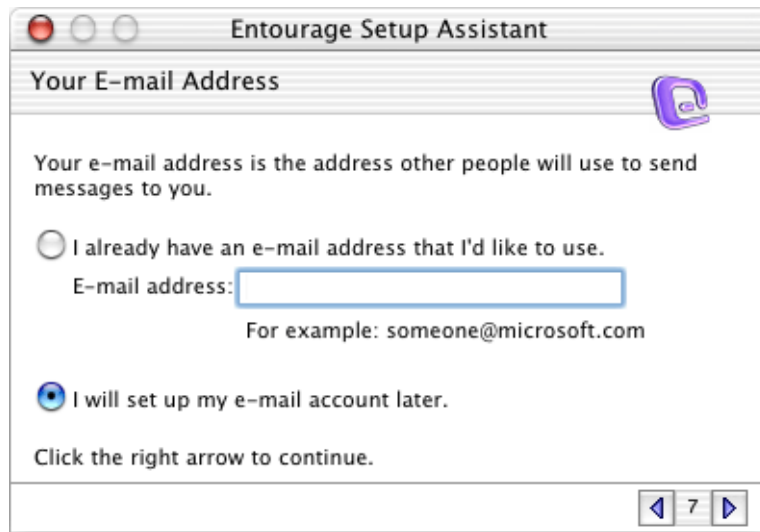 Entourage Setup Assistant
Your E-mail Address
Your e-mail address is the address other people will use to send
messages to you.
I already have an e-mail address that I'd like to use.
E-mail address:
For example: someone@microsoft.com
I will set up my e-mail account later.
Click the right arrow to continue.
7